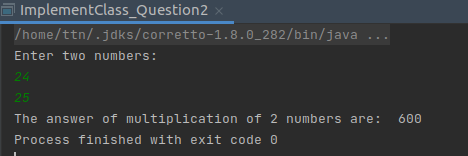 ImplementClass_Question2
/home/ttn/.jdks/corretto-1.8.0_282/bin/java ...
Enter two numbers:
24
25
The answer of multiplication of 2 numbers are:  600
Process finished with exit code 0